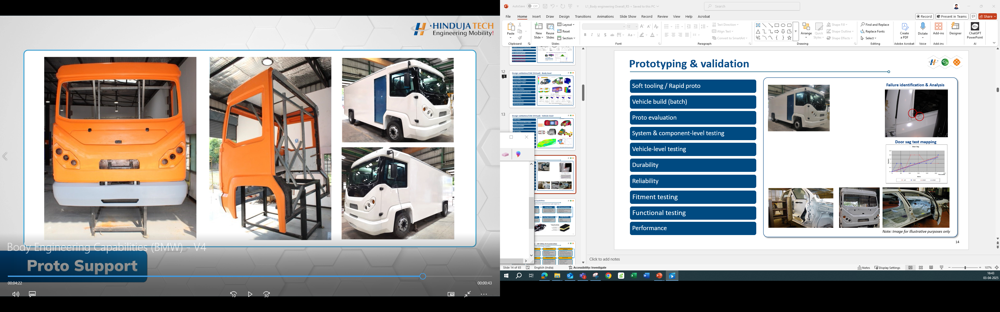 HINDUJA TECH
Engineering Mobility!
Body Engineering Capabilities (BMW) - V4
Proto Support
00:04:22
00:00:43
10
30
AutoSave
Off
L1_Body engineering Overall_R5 • Saved to this PC
Search
File
Home
Insert
Draw
Design
Transitions
Animations
Slide Show
Record
Review
View
Help
Acrobat
Record
Present in Teams
Share
Paste
New
Slide
Reuse
Slides
Layout
Reset
Section
12
Text Direction
Align Text
Convert to SmartArt
Arrange
Quick
Styles
Shape Fill
Shape Outline
Shape Effects
Find and Replace
Replace Fonts
Select
Create
a PDF
Dictate
Add-ins
Designer
ChatGPT
PowerPoint
Clipboard
Slides
Font
Paragraph
Drawing
Editing
Adobe Acrobat
Voice
Add-ins
AI
12
1
Design validation/CAE (Virtual) - Body level
13
Design validation/CAE (Virtual) - Vehicle level
Prototyping & validation
Soft tooling / Rapid proto
Vehicle build (batch)
Proto evaluation
System & component-level testing
Vehicle-level testing
Durability
Reliability
Fitment testing
Functional testing
Performance
Failure identification & Analysis
Door sag test mapping
Door Sag
Note: Image for illustrative purposes only
14
Click to add notes
Slide 14 of 65
English (India)
Accessibility: Investigate
Notes
Display Settings
107%
16:43
03-04-2025